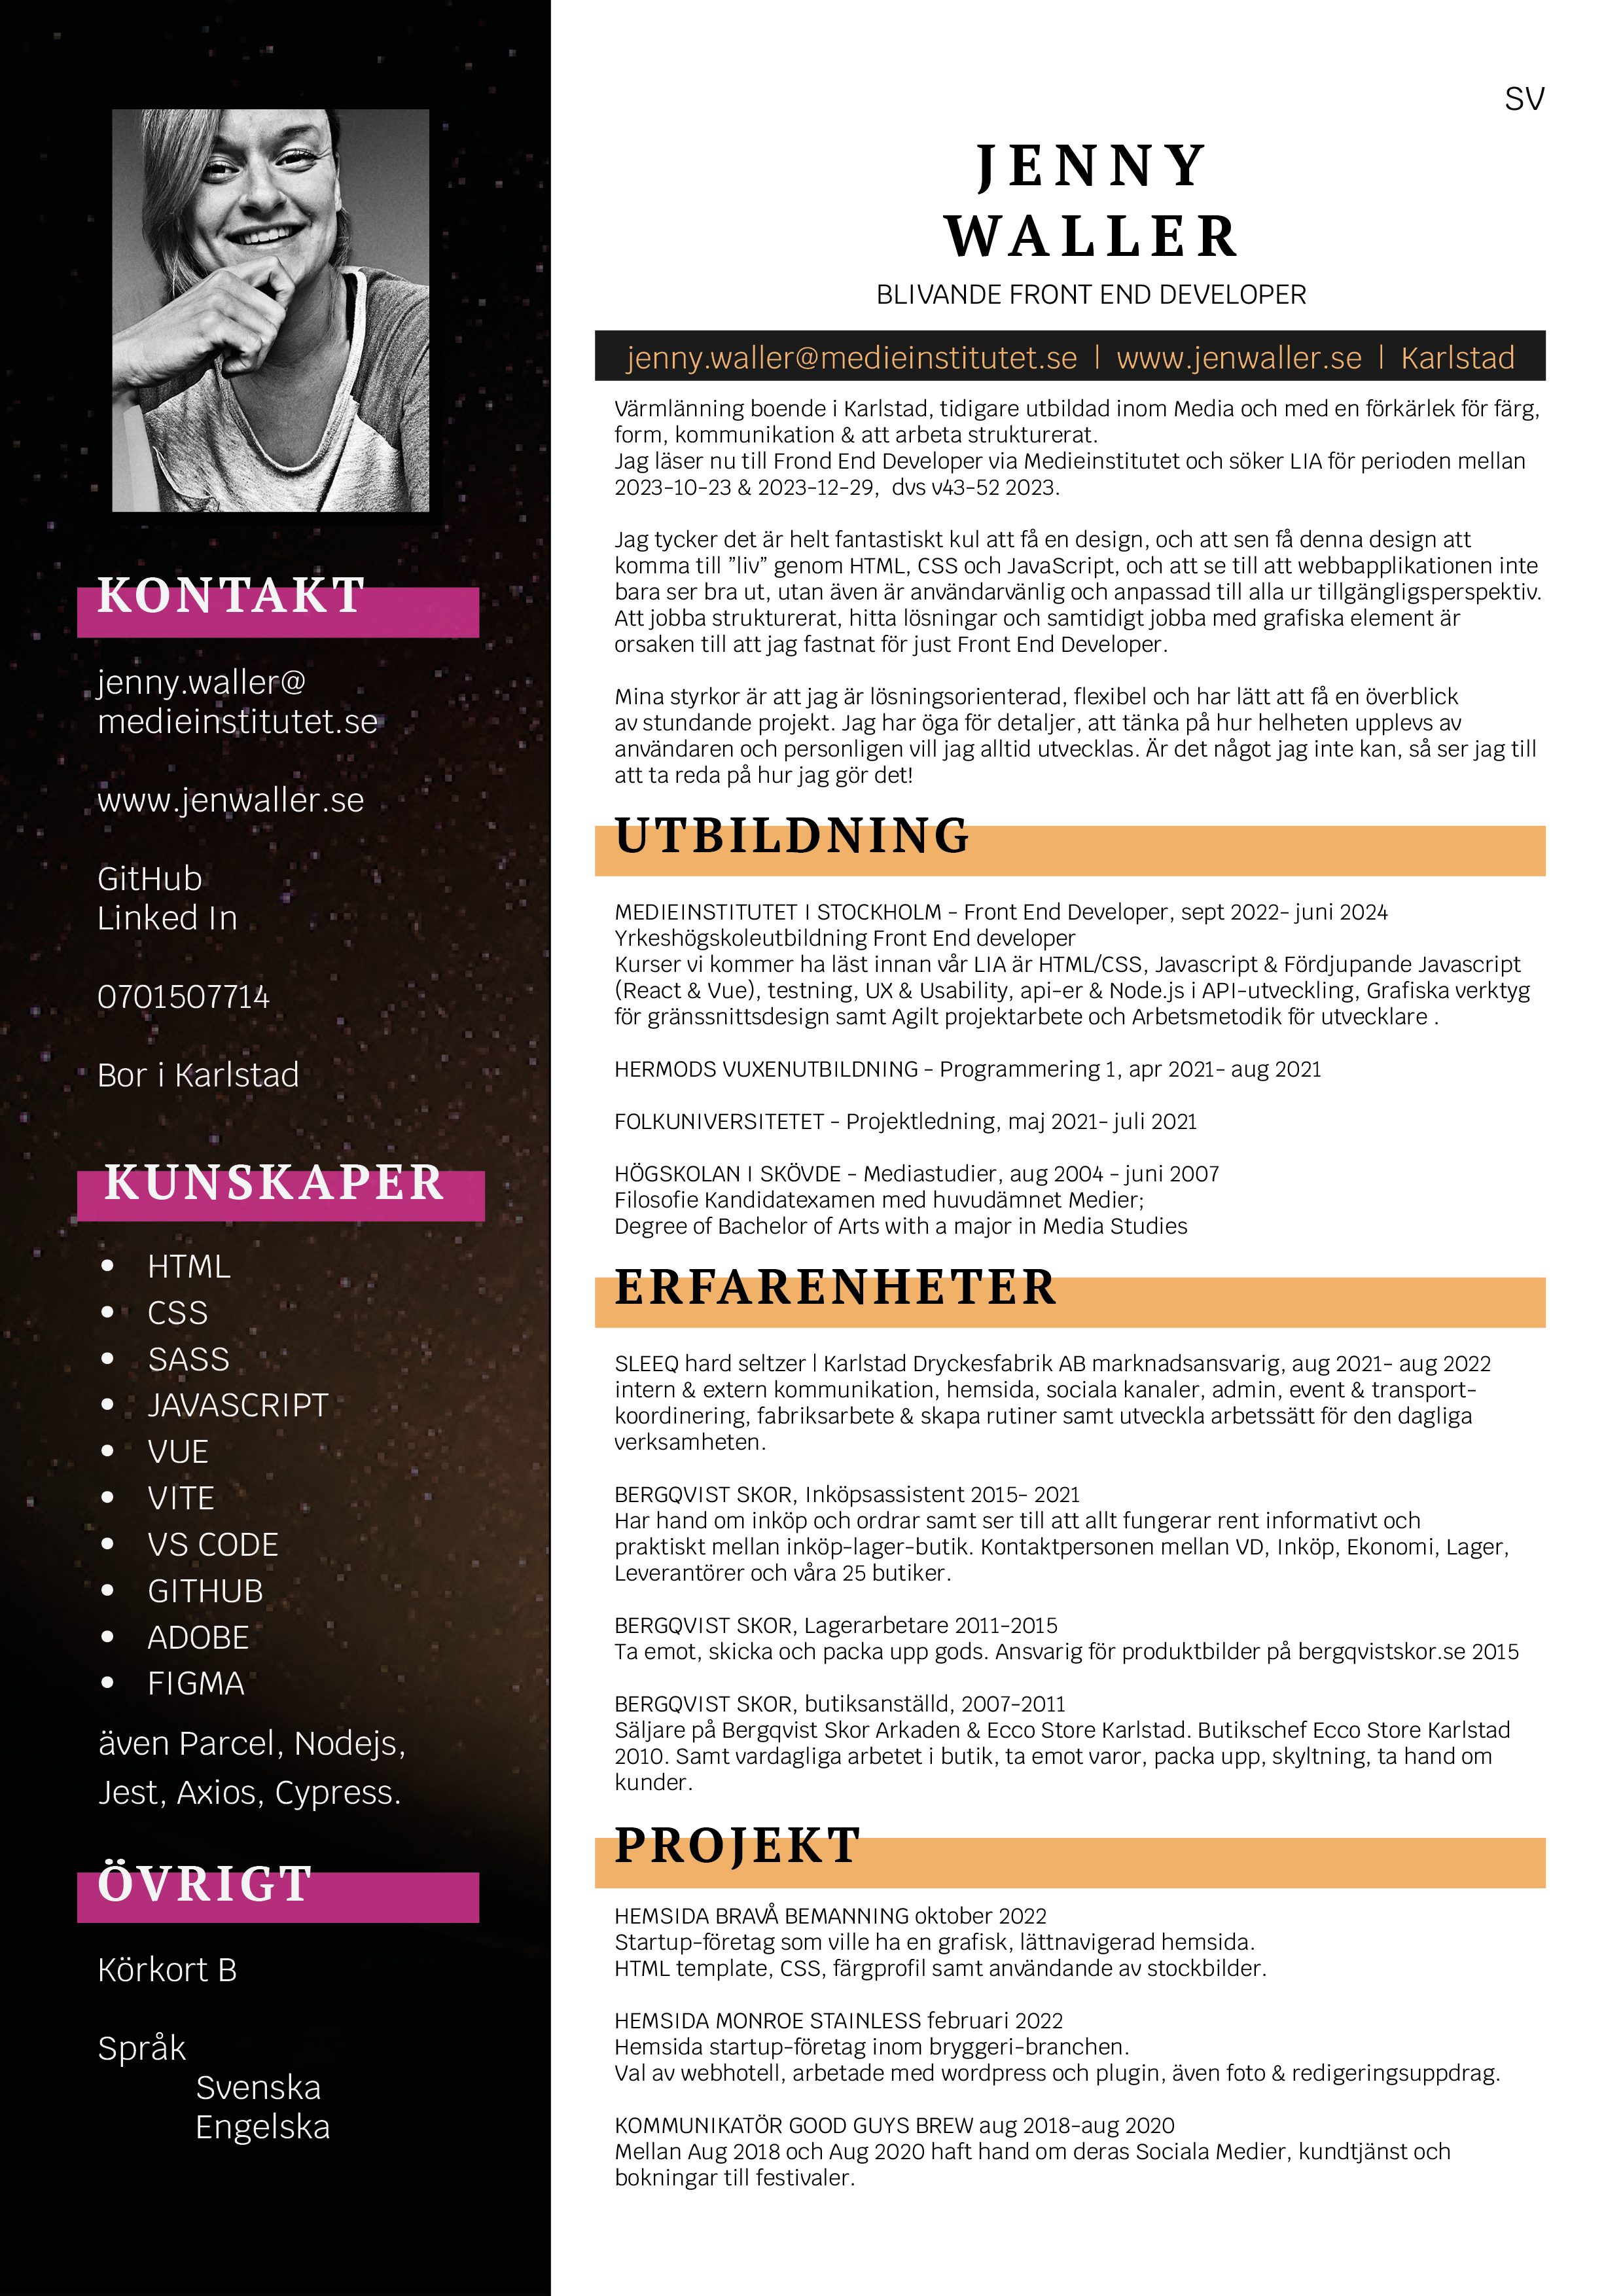 SV
JENNY
WALLER
BLIVANDE FRONT END DEVELOPER
jenny.waller@medieinstitutet.se | www.jenwaller.se | Karlstad
KONTAKT
jenny.waller@
medieinstitutet.se
www.jenwaller.se
GitHub
Linked In
0701507714
Bor i Karlstad
KUNSKAPER
• HTML
• CSS
• SASS
• JAVASCRIPT
• VUE
• VITE
• VS CODE
• GITHUB
• ADOBE
• FIGMA
även Parcel, Nodejs,
Jest, Axios, Cypress.
ÖVRIGT
Körkort B
Språk
Svenska
Engelska
Värmlänning boende i Karlstad, tidigare utbildad inom Media och med en förkärlek för färg,
form, kommunikation & att arbeta strukturerat.
Jag läser nu till Frond End Developer via Medieinstitutet och söker LIA för perioden mellan
2023-10-23 & 2023-12-29, dvs v43-52 2023.
Jag tycker det är helt fantastiskt kul att få en design, och att sen få denna design att
komma till ”liv” genom HTML, CSS och JavaScript, och att se till att webbapplikationen inte
bara ser bra ut, utan även är användarvänlig och anpassad till alla ur tillgängligsperspektiv.
Att jobba strukturerat, hitta lösningar och samtidigt jobba med grafiska element är
orsaken till att jag fastnat för just Front End Developer.
Mina styrkor är att jag är lösningsorienterad, flexibel och har lätt att få en överblick
av stundande projekt. Jag har öga för detaljer, att tänka på hur helheten upplevs av
användaren och personligen vill jag alltid utvecklas. Är det något jag inte kan, så ser jag till
att ta reda på hur jag gör det!
UTBILDNING
MEDIEINSTITUTET I STOCKHOLM - Front End Developer, sept 2022- juni 2024
Yrkeshögskoleutbildning Front End developer
Kurser vi kommer ha läst innan vår LIA är HTML/CSS, Javascript & Fördjupande Javascript
(React & Vue), testning, UX & Usability, api-er & Node.js i API-utveckling, Grafiska verktyg
för gränssnittsdesign samt Agilt projektarbete och Arbetsmetodik för utvecklare .
HERMODS VUXENUTBILDNING - Programmering 1, apr 2021- aug 2021
FOLKUNIVERSITETET - Projektledning, maj 2021- juli 2021
HÖGSKOLAN I SKÖVDE - Mediastudier, aug 2004 - juni 2007
Filosofie Kandidatexamen med huvudämnet Medier;
Degree of Bachelor of Arts with a major in Media Studies
ERFARENHETER
SLEEQ hard seltzer | Karlstad Dryckesfabrik AB marknadsansvarig, aug 2021- aug 2022
intern & extern kommunikation, hemsida, sociala kanaler, admin, event & transport-
koordinering, fabriksarbete & skapa rutiner samt utveckla arbetssätt för den dagliga
verksamheten.
BERGQVIST SKOR, Inköpsassistent 2015- 2021
Har hand om inköp och ordrar samt ser till att allt fungerar rent informativt och
praktiskt mellan inköp-lager-butik. Kontaktpersonen mellan VD, Inköp, Ekonomi, Lager,
Leverantörer och våra 25 butiker.
BERGQVIST SKOR, Lagerarbetare 2011-2015
Ta emot, skicka och packa upp gods. Ansvarig för produktbilder på bergqvistskor.se 2015
BERGQVIST SKOR, butiksanställd, 2007-2011
Säljare på Bergqvist Skor Arkaden & Ecco Store Karlstad. Butikschef Ecco Store Karlstad
2010. Samt vardagliga arbetet i butik, ta emot varor, packa upp, skyltning, ta hand om
kunder.
PROJEKT
HEMSIDA BRAVÅ BEMANNING oktober 2022
Startup-företag som ville ha en grafisk, lättnavigerad hemsida.
HTML template, CSS, färgprofil samt användande av stockbilder.
HEMSIDA MONROE STAINLESS februari 2022
Hemsida startup-företag inom bryggeri-branchen.
Val av webhotell, arbetade med wordpress och plugin, även foto & redigeringsuppdrag.
KOMMUNIKATÖR GOOD GUYS BREW aug 2018-aug 2020
Mellan Aug 2018 och Aug 2020 haft hand om deras Sociala Medier, kundtjänst och
bokningar till festivaler.